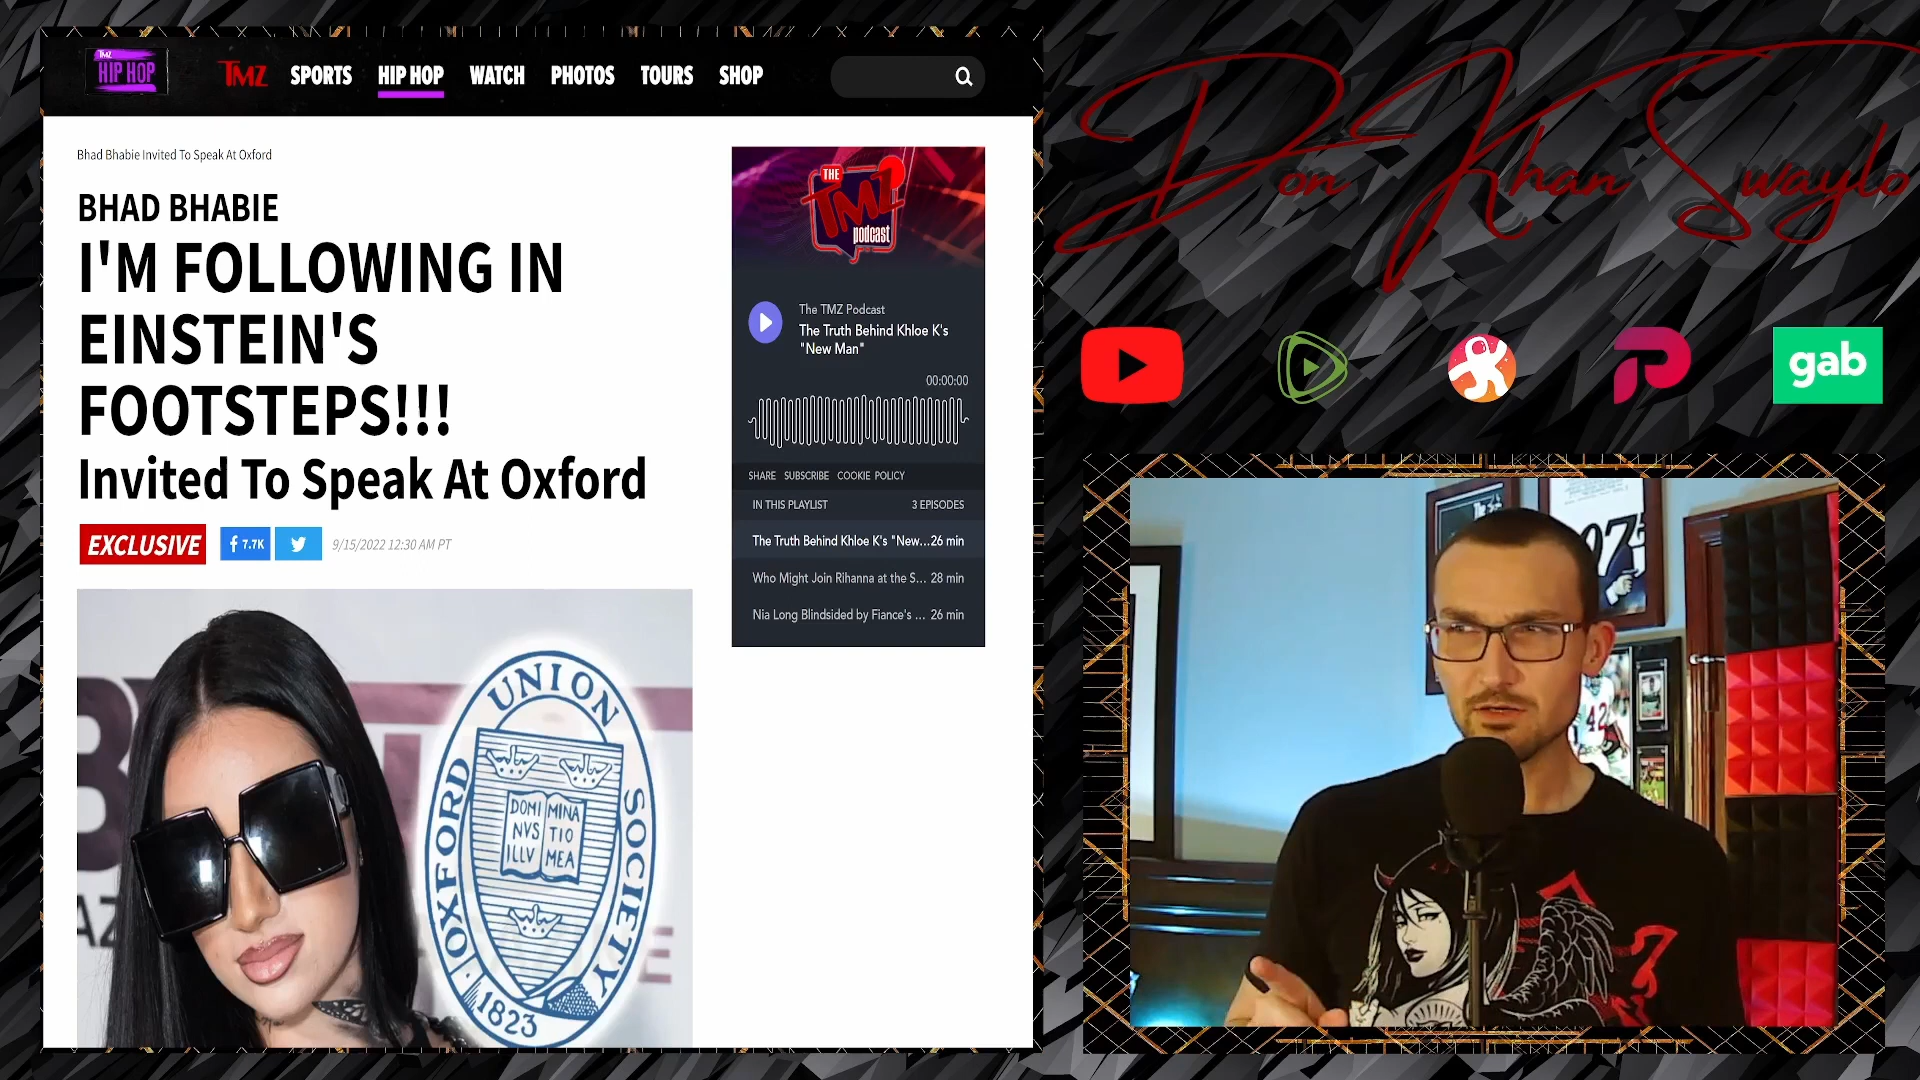 TMZ
HIP HOP
TMZ SPORTS HIP HOP WATCH PHOTOS TOURS SHOP
Bhad Bhabie Invited To Speak At Oxford
BHAD BHABIE
I'M FOLLOWING IN
EINSTEIN'S
FOOTSTEPS!!!
Invited To Speak At Oxford
EXCLUSIVE
f 7.7K
9/15/2022 12:30 AM PT
OXFORD UNION SOCIETY
DOMI MINA
NVS TIO
ILLV MEA
1823
THE
TMZ
podcast
The TMZ Podcast
The Truth Behind Khloe K's
"New Man"
00:00:00
SHARE SUBSCRIBE COOKIE POLICY
IN THIS PLAYLIST 3 EPISODES
The Truth Behind Khloe K's "New... 26 min
Who Might Join Rihanna at the S... 28 min
Nia Long Blindsided by Fiance's ... 26 min
Don Khan Swaylo
gab
97
42